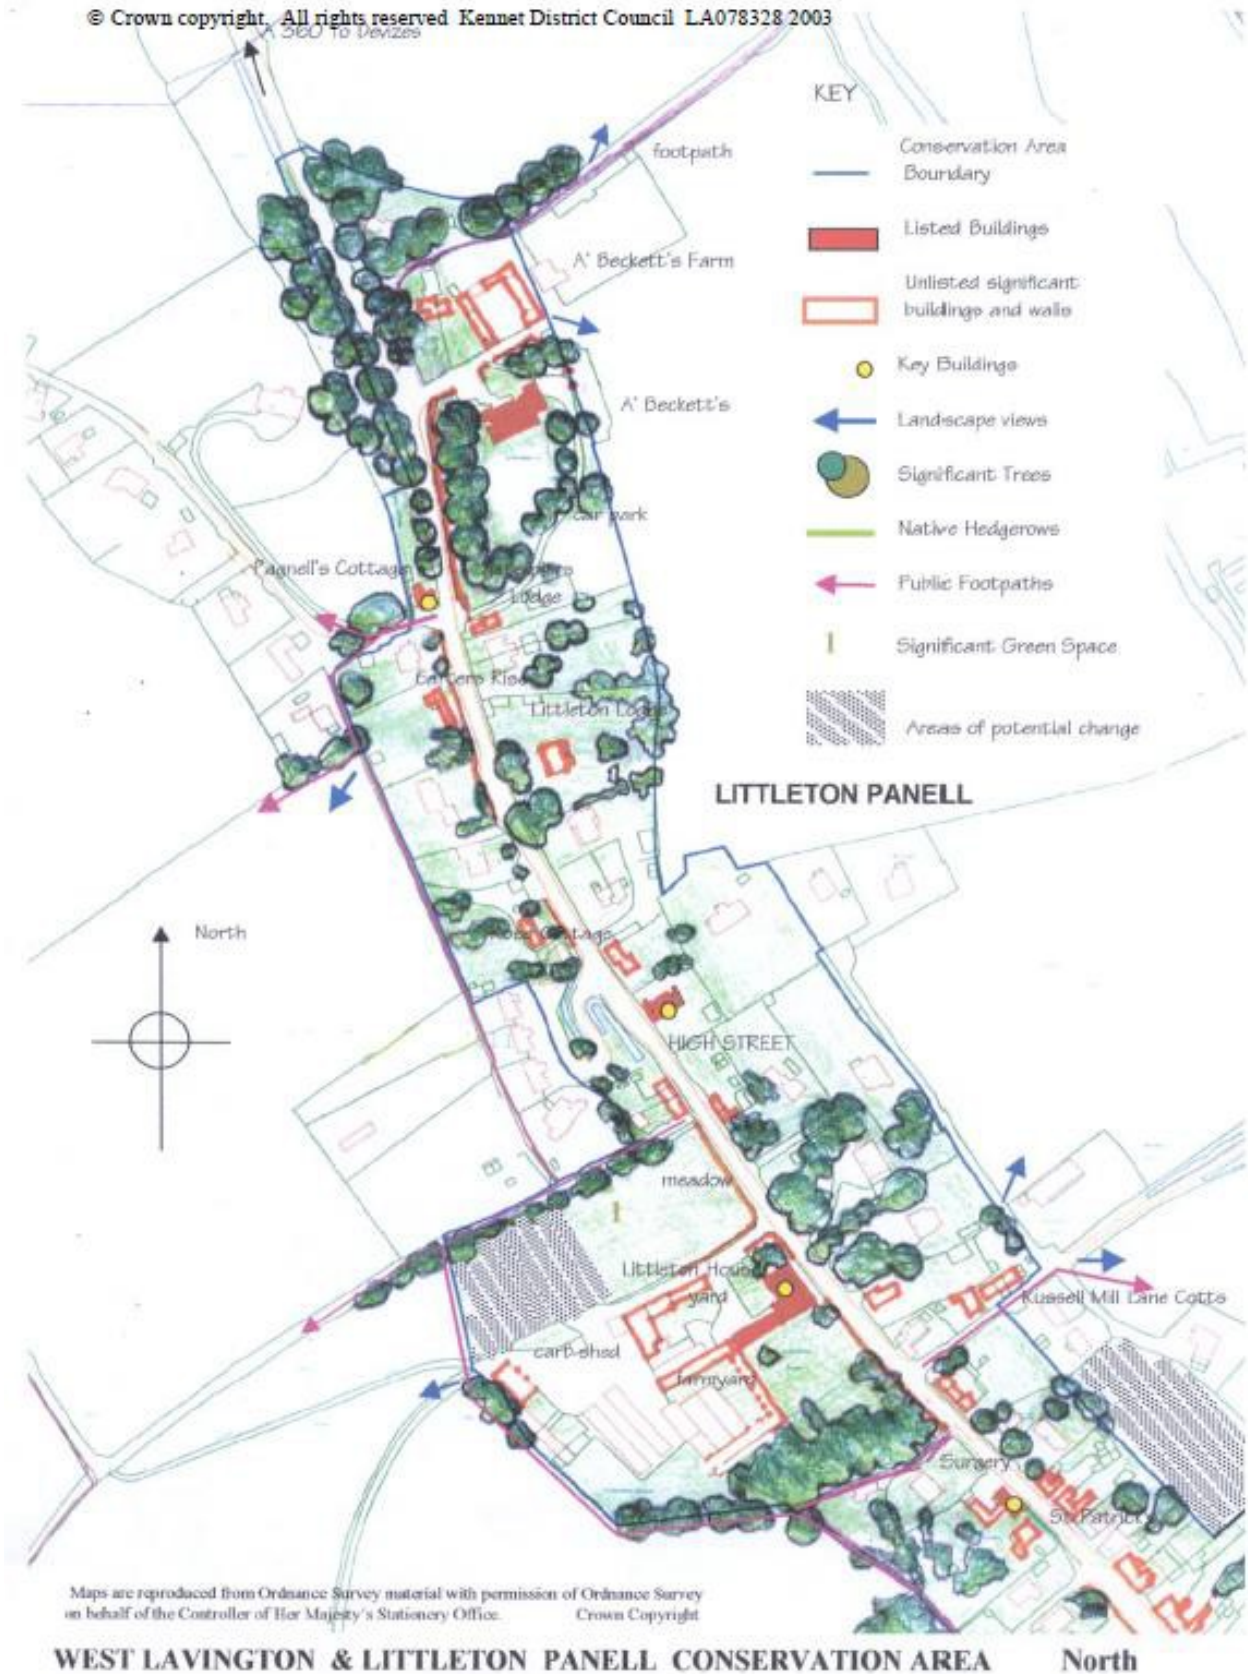 © Crown copyright. All rights reserved Kennet District Council LA078328 2003
A 360 To Devizes
KEY
footpath
Conservation Area
Boundary
Listed Buildings
A' Beckett's Farm
Unlisted significant
buildings and walls
Key Buildings
A' Beckett's
Landscape views
Significant Trees
car park
Native Hedgerows
Pagnell's Cottage
Lodge
Public Footpaths
Significant Green Space
Rise
Littleton
Areas of potential change
LITTLETON PANELL
North
Cottage
HIGH STREET
meadow
1
Littleton House
yard
Russell Mill Lane Cotts
cart shed
farmyard
Surgery
Maps are reproduced from Ordnance Survey material with permission of Ordnance Survey
on behalf of the Controller of Her Majesty's Stationery Office. Crown Copyright
WEST LAVINGTON & LITTLETON PANELL CONSERVATION AREA North